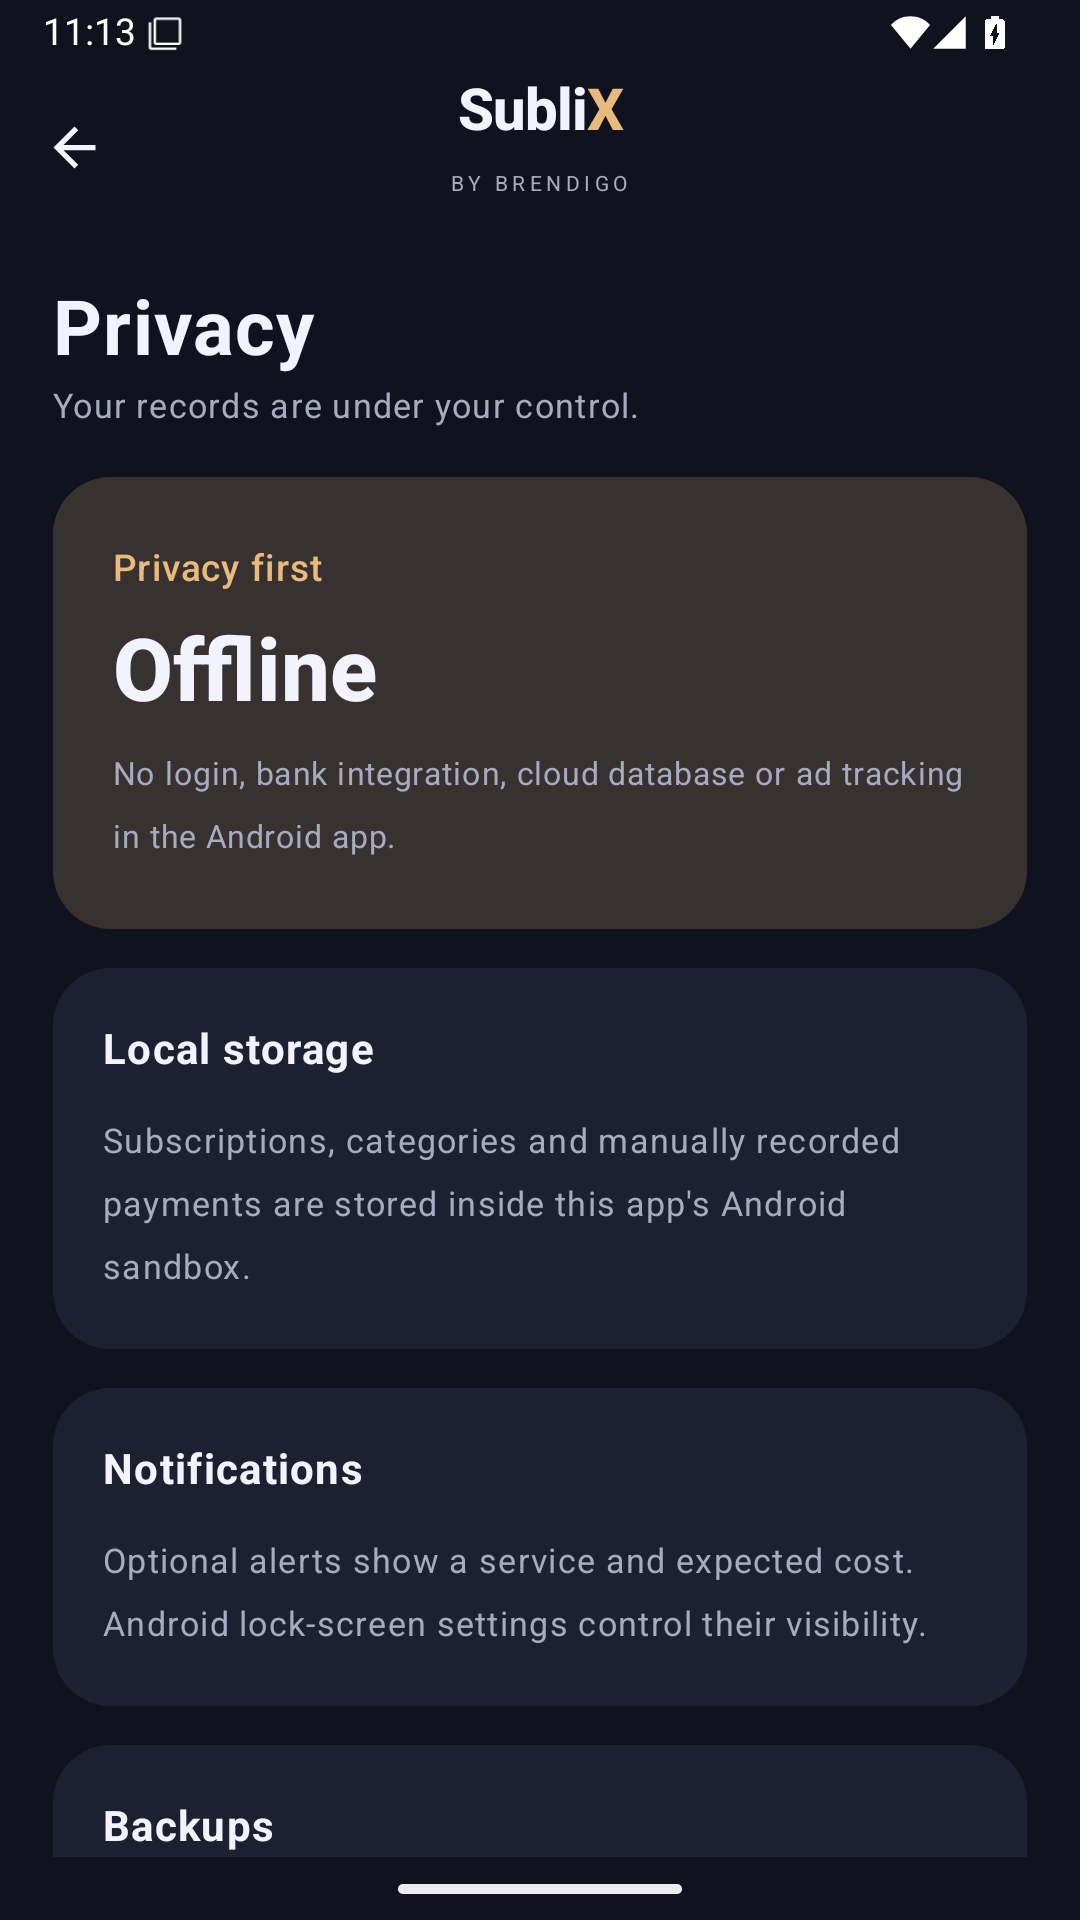 11:13
SubliX
BY BRENDIGO
Privacy
Your records are under your control.
Privacy first
Offline
No login, bank integration, cloud database or ad tracking
in the Android app.
Local storage
Subscriptions, categories and manually recorded
payments are stored inside this app's Android
sandbox.
Notifications
Optional alerts show a service and expected cost.
Android lock-screen settings control their visibility.
Backups